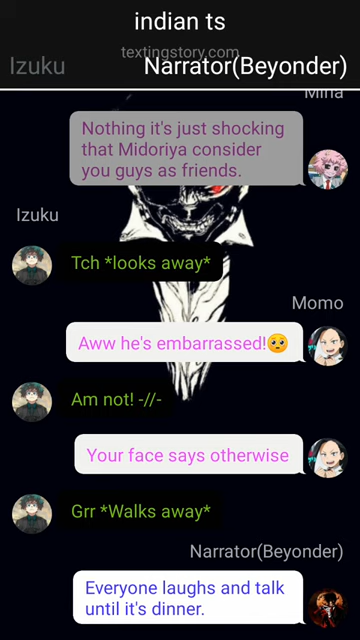 indian ts
textingstory.com
Izuku
Narrator(Beyonder)
Mina
Nothing it's just shocking
that Midoriya consider
you guys as friends.
Izuku
Tch *looks away*
Momo
Aww he's embarrassed!🥺
Am not! -//-
Your face says otherwise
Grr *Walks away*
Narrator(Beyonder)
Everyone laughs and talk
until it's dinner.